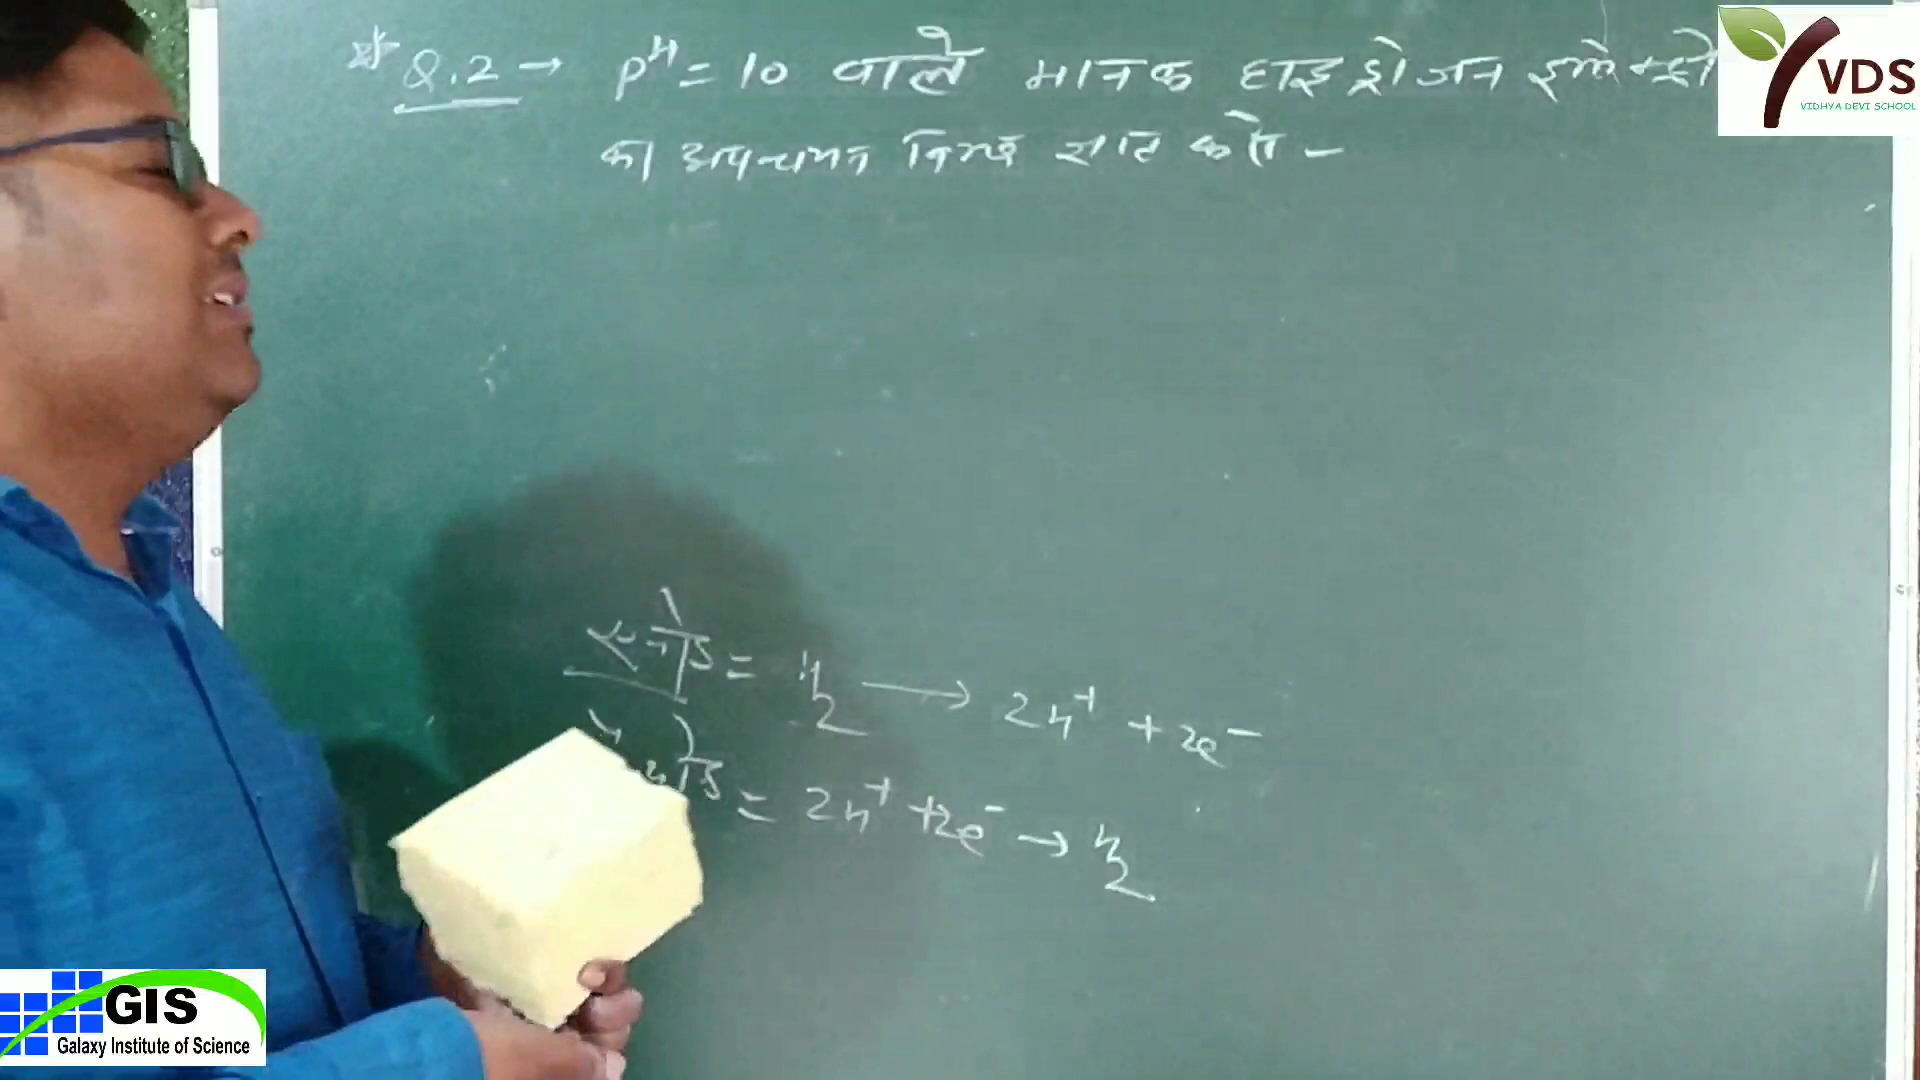 Q.2 → pH = 10 वाले मानक हाइड्रोजन इलेक्ट्रो
का अपचयन विभव ज्ञात करो -
एनोड = H2 → 2H+ + 2e-
= 2H+ + 2e- → H2
VDS
VIDHYA DEVI SCHOOL
GIS
Galaxy Institute of Science